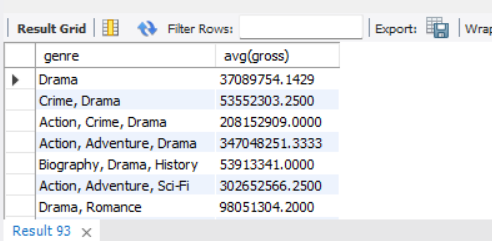 Result Grid Filter Rows: Export: Wrap
genre avg(gross)
Drama 37089754.1429
Crime, Drama 53552303.2500
Action, Crime, Drama 208152909.0000
Action, Adventure, Drama 347048251.3333
Biography, Drama, History 53913341.0000
Action, Adventure, Sci-Fi 302652566.2500
Drama, Romance 98051304.2000
Result 93 ×